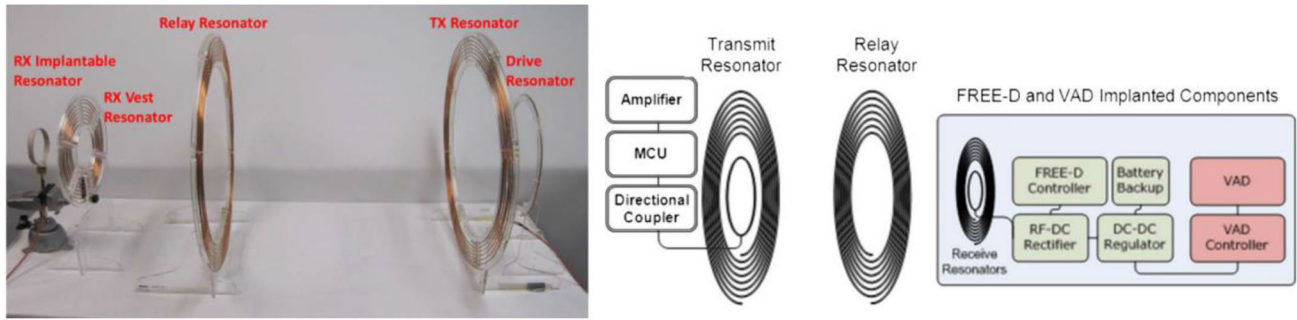 Relay Resonator
TX Resonator
RX Implantable
Resonator
Drive
Resonator
RX Vest
Resonator
Transmit
Resonator
Relay
Resonator
Amplifier
MCU
Directional
Coupler
FREE-D and VAD Implanted Components
FREE-D
Controller
Battery
Backup
VAD
RF-DC
Rectifier
DC-DC
Regulator
VAD
Controller
Receive
Resonators